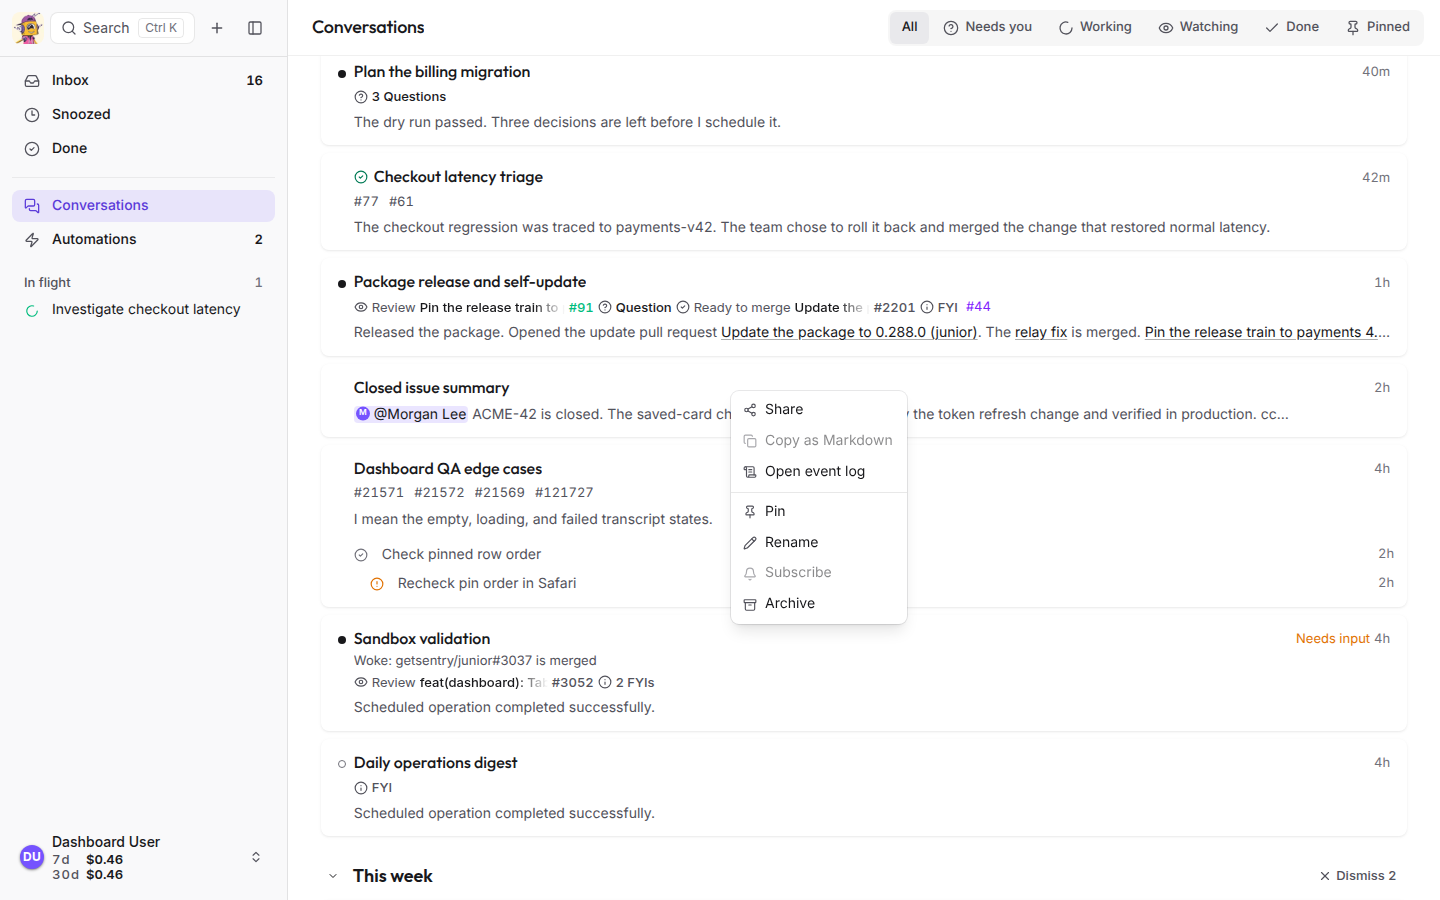 Search Ctrl K
Inbox 16
Snoozed
Done
Conversations
Automations 2
In flight 1
Investigate checkout latency
DU Dashboard User
7d $0.46
30d $0.46
Conversations
All Needs you Working Watching Done Pinned
Plan the billing migration 40m
3 Questions
The dry run passed. Three decisions are left before I schedule it.
Checkout latency triage 42m
#77 #61
The checkout regression was traced to payments-v42. The team chose to roll it back and merged the change that restored normal latency.
Package release and self-update 1h
Review Pin the release train to #91 Question Ready to merge Update the #2201 FYI #44
Released the package. Opened the update pull request Update the package to 0.288.0 (junior). The relay fix is merged. Pin the release train to payments 4....
Closed issue summary 2h
M @Morgan Lee ACME-42 is closed. The saved-card ch the token refresh change and verified in production. cc...
Share
Copy as Markdown
Open event log
Pin
Rename
Subscribe
Archive
Dashboard QA edge cases 4h
#21571 #21572 #21569 #121727
I mean the empty, loading, and failed transcript states.
Check pinned row order 2h
Recheck pin order in Safari 2h
Sandbox validation Needs input 4h
Woke: getsentry/junior#3037 is merged
Review feat(dashboard): #3052 2 FYIs
Scheduled operation completed successfully.
Daily operations digest 4h
FYI
Scheduled operation completed successfully.
This week Dismiss 2